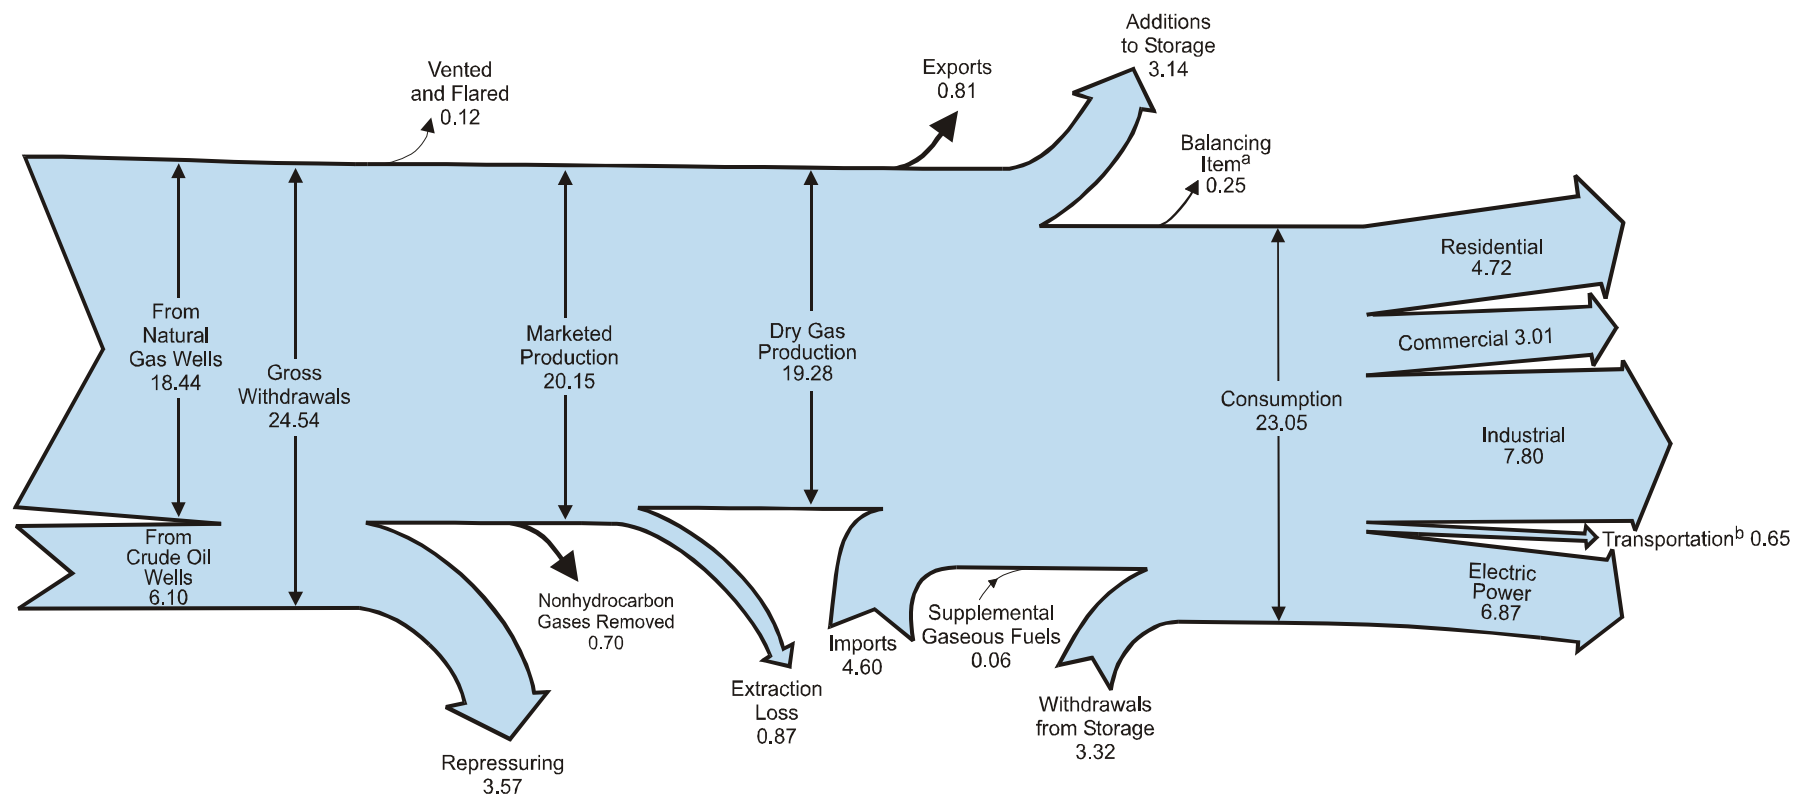 Additions
to Storage
3.14
Vented
and Flared
0.12
Exports
0.81
Balancing
Itemᵃ
0.25
From
Natural
Gas Wells
18.44
Gross
Withdrawals
24.54
Marketed
Production
20.15
Dry Gas
Production
19.28
Consumption
23.05
Residential
4.72
Commercial 3.01
Industrial
7.80
Transportationᵇ 0.65
Electric
Power
6.87
From
Crude Oil
Wells
6.10
Nonhydrocarbon
Gases Removed
0.70
Imports
4.60
Supplemental
Gaseous Fuels
0.06
Extraction
Loss
0.87
Withdrawals
from Storage
3.32
Repressuring
3.57